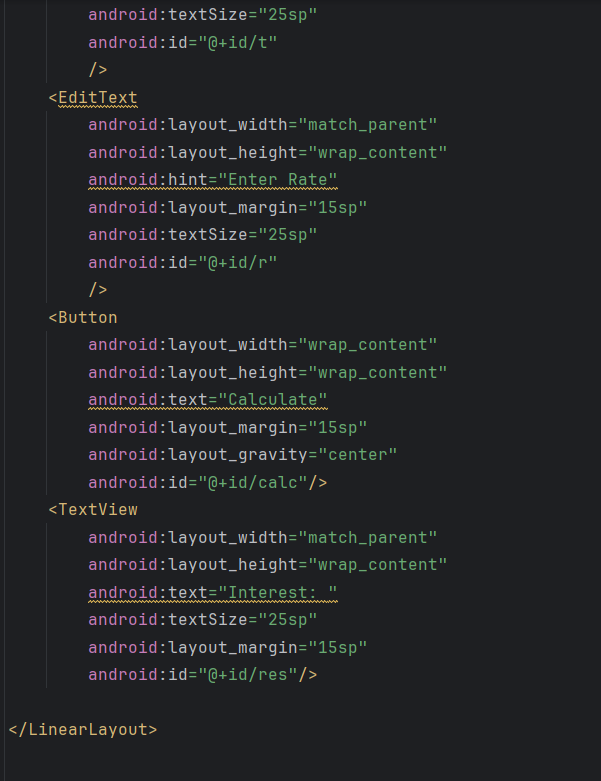 android:textSize="25sp"
android:id="@+id/t"
/>
<EditText
android:layout_width="match_parent"
android:layout_height="wrap_content"
android:hint="Enter Rate"
android:layout_margin="15sp"
android:textSize="25sp"
android:id="@+id/r"
/>
<Button
android:layout_width="wrap_content"
android:layout_height="wrap_content"
android:text="Calculate"
android:layout_margin="15sp"
android:layout_gravity="center"
android:id="@+id/calc"/>
<TextView
android:layout_width="match_parent"
android:layout_height="wrap_content"
android:text="Interest: "
android:textSize="25sp"
android:layout_margin="15sp"
android:id="@+id/res"/>
</LinearLayout>